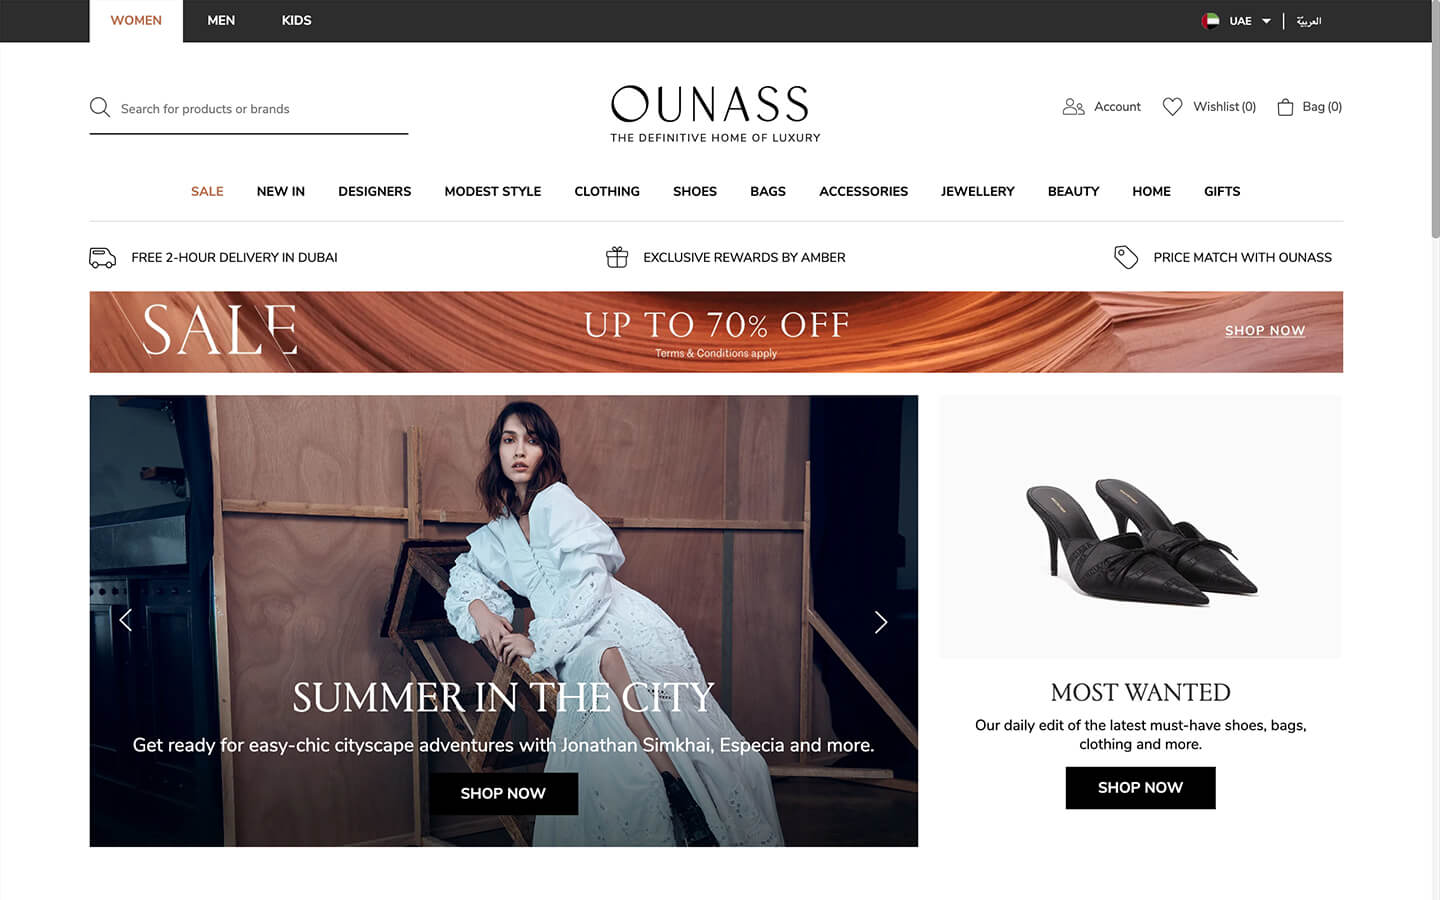 WOMEN MEN KIDS UAE العربيّة
Search for products or brands
OUNASS
THE DEFINITIVE HOME OF LUXURY
Account Wishlist (0) Bag (0)
SALE NEW IN DESIGNERS MODEST STYLE CLOTHING SHOES BAGS ACCESSORIES JEWELLERY BEAUTY HOME GIFTS
FREE 2-HOUR DELIVERY IN DUBAI EXCLUSIVE REWARDS BY AMBER PRICE MATCH WITH OUNASS
SALE UP TO 70% OFF SHOP NOW
Terms & Conditions apply
SUMMER IN THE CITY
Get ready for easy-chic cityscape adventures with Jonathan Simkhai, Especia and more.
SHOP NOW
MOST WANTED
Our daily edit of the latest must-have shoes, bags,
clothing and more.
SHOP NOW